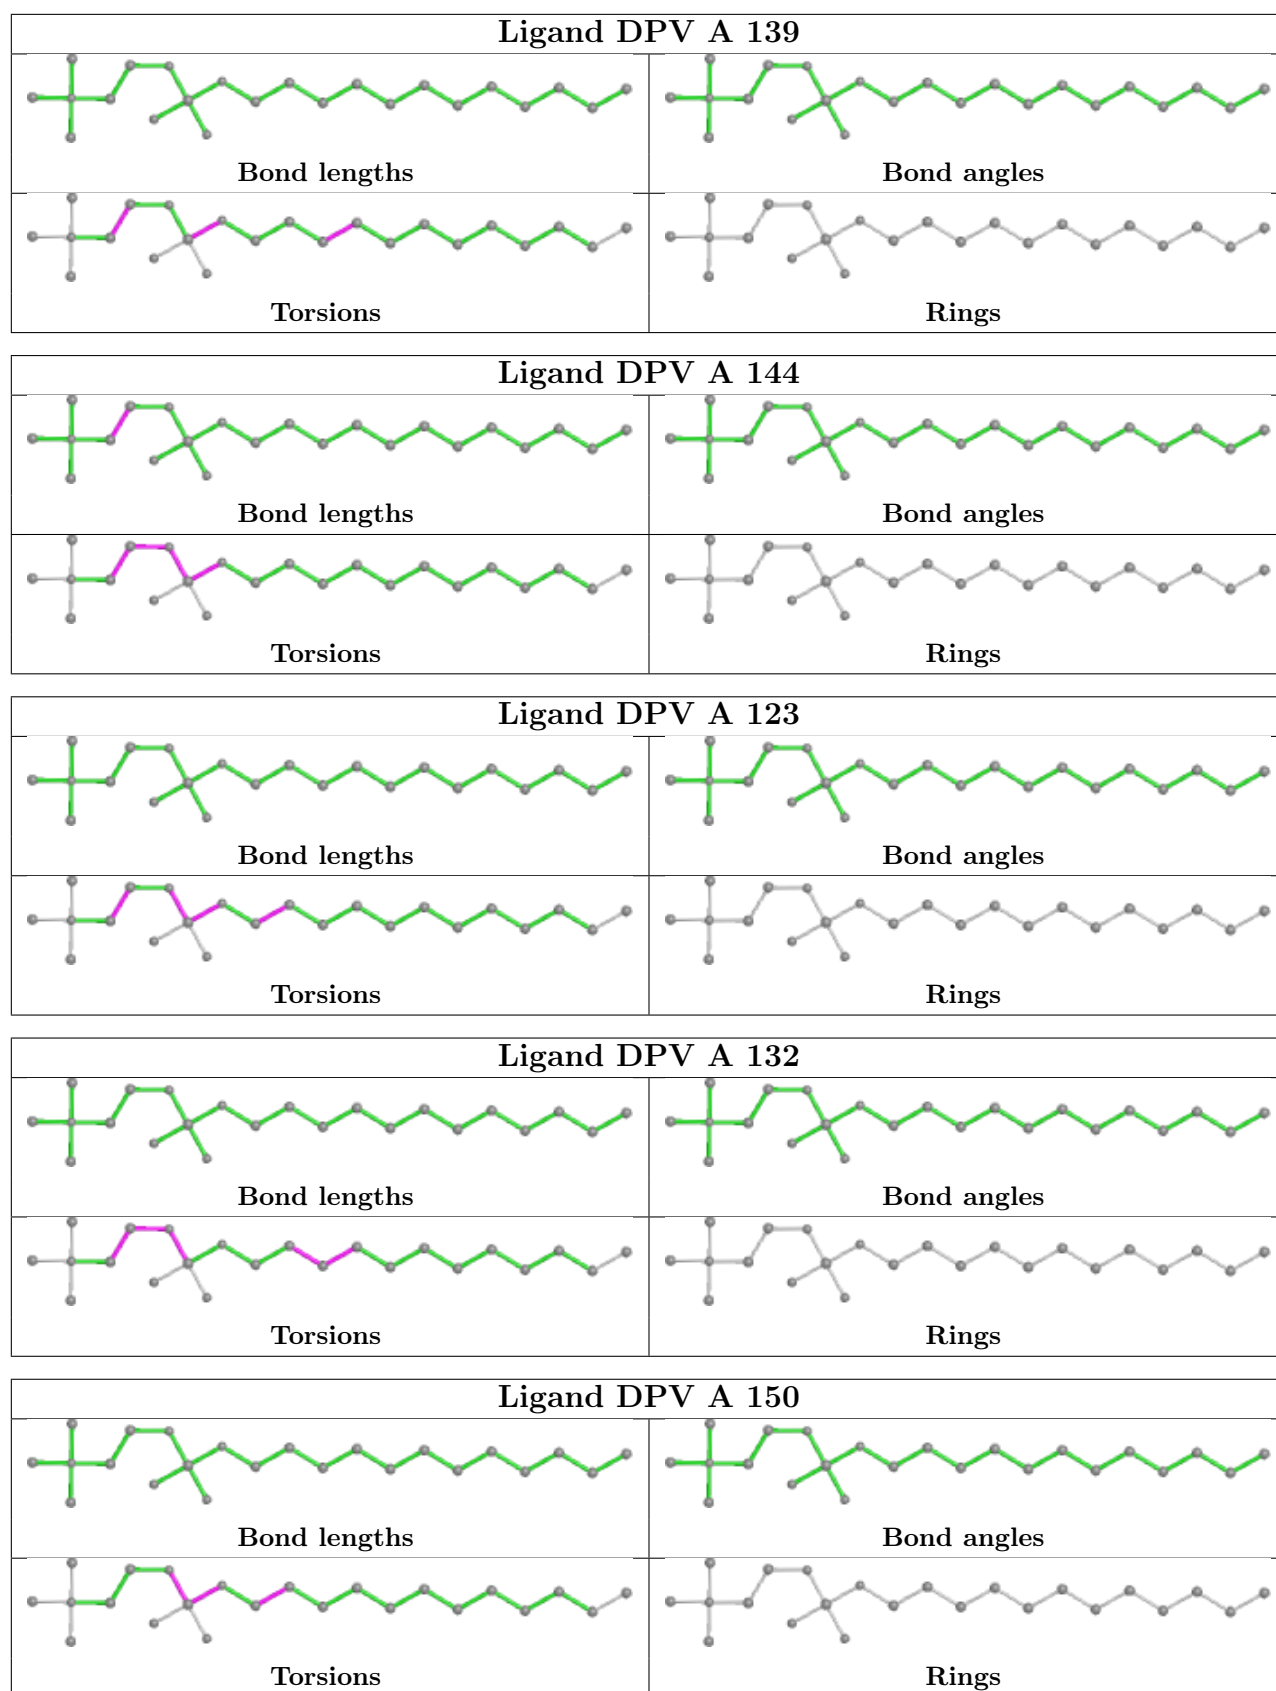 Ligand DPV A 139
Bond lengths
Bond angles
Torsions
Rings
Ligand DPV A 144
Bond lengths
Bond angles
Torsions
Rings
Ligand DPV A 123
Bond lengths
Bond angles
Torsions
Rings
Ligand DPV A 132
Bond lengths
Bond angles
Torsions
Rings
Ligand DPV A 150
Bond lengths
Bond angles
Torsions
Rings